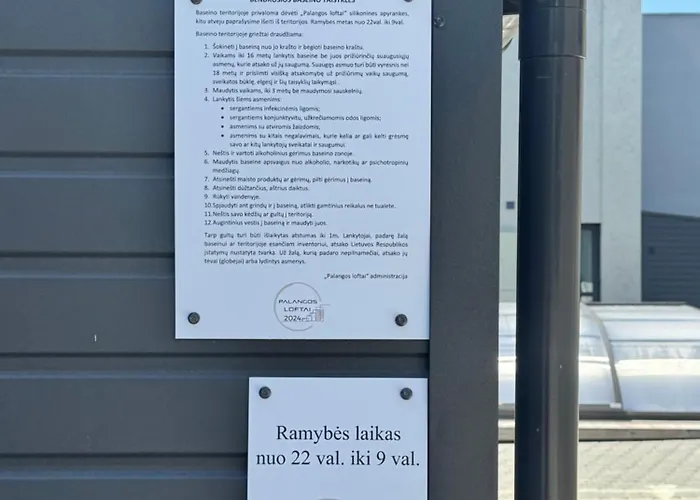 BENDROSIOS BASEINO TAISYKLĖS
Baseino teritorijoje privaloma dėvėti „Palangos loftai" silikonines apyrankes,
kitu atveju paprašysime išeiti iš teritorijos. Ramybės metas nuo 22val. iki 9val.
Baseino teritorijoje griežtai draudžiama:
1. Šokinėti į baseiną nuo jo krašto ir bėgioti baseino kraštu.
2. Vaikams iki 16 metų lankytis baseine be juos prižiūrinčių suaugusiųjų
asmenų, kurie atsako už jų saugumą. Suaugęs asmuo turi būti vyresnis nei
18 metų ir prisiimti visišką atsakomybę už prižiūrimų vaikų saugumą,
sveikatos būklę, elgesį ir šių taisyklių laikymąsi.
3. Maudytis vaikams, iki 3 metų be maudymosi sauskelnių.
4. Lankytis šiems asmenims:
• sergantiems infekcinėmis ligomis;
• sergantiems konjunktyvitu, užkrečiamomis odos ligomis;
• asmenims su atviromis žaizdomis;
• asmenims su kitais negalavimais, kurie kelia ar gali kelti grėsmę
savo ar kitų lankytojų sveikatai ir saugumui.
5. Neštis ir vartoti alkoholinius gėrimus baseino zonoje.
6. Maudytis baseine apsvaigus nuo alkoholio, narkotikų ar psichotropinių
medžiagų.
7. Atsinešti maisto produktų ar gėrimų, pilti gėrimus į baseiną.
8. Atsinešti dūžtančius, aštrius daiktus.
9. Rūkyti vandenyje.
10. Spjaudyti ant grindų ir į baseiną, atlikti gamtinius reikalus ne tualete.
11. Neštis savo kėdžių ar gultų į teritoriją.
12. Augintinius vestis į baseiną ir maudyti juos.
Tarp gultų turi būti išlaikytas atstumas iki 1m. Lankytojai, padarę žalą
baseinui ar teritorijoje esančiam inventoriui, atsako Lietuvos Respublikos
įstatymų nustatyta tvarka. Už žalą, kurią padarė nepilnamečiai, atsako jų
tėvai (globėjai) arba lydintys asmenys.
„Palangos loftai" administracija
PALANGOS
LOFTAI
2024
Ramybės laikas
nuo 22 val. iki 9 val.